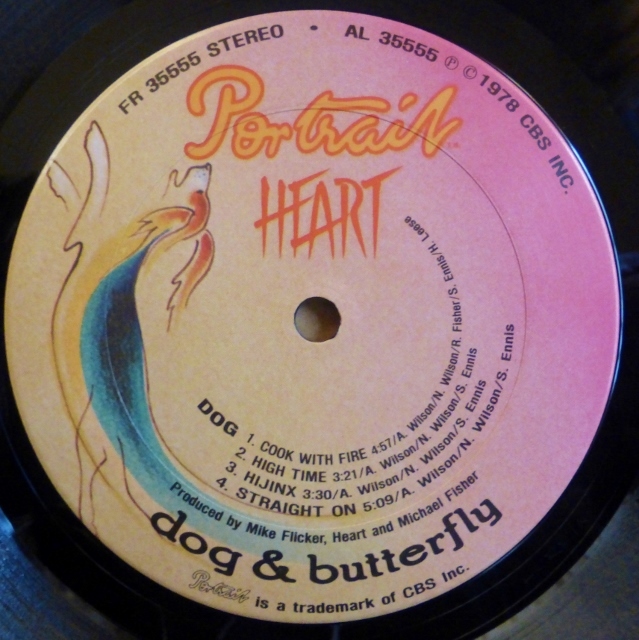 FR 35555 STEREO • AL 35555 ℗ © 1978 CBS INC.
Portrait TM
HEART
DOG
1. COOK WITH FIRE 4:57/A. Wilson/N. Wilson/R. Fisher/S. Ennis/H. Leese
2. HIGH TIME 3:21/A. Wilson/N. Wilson/S. Ennis
3. HIJINX 3:30/A. Wilson/N. Wilson/S. Ennis
4. STRAIGHT ON 5:09/A. Wilson/N. Wilson/S. Ennis
Produced by Mike Flicker, Heart and Michael Fisher
dog & butterfly
Portrait is a trademark of CBS Inc.